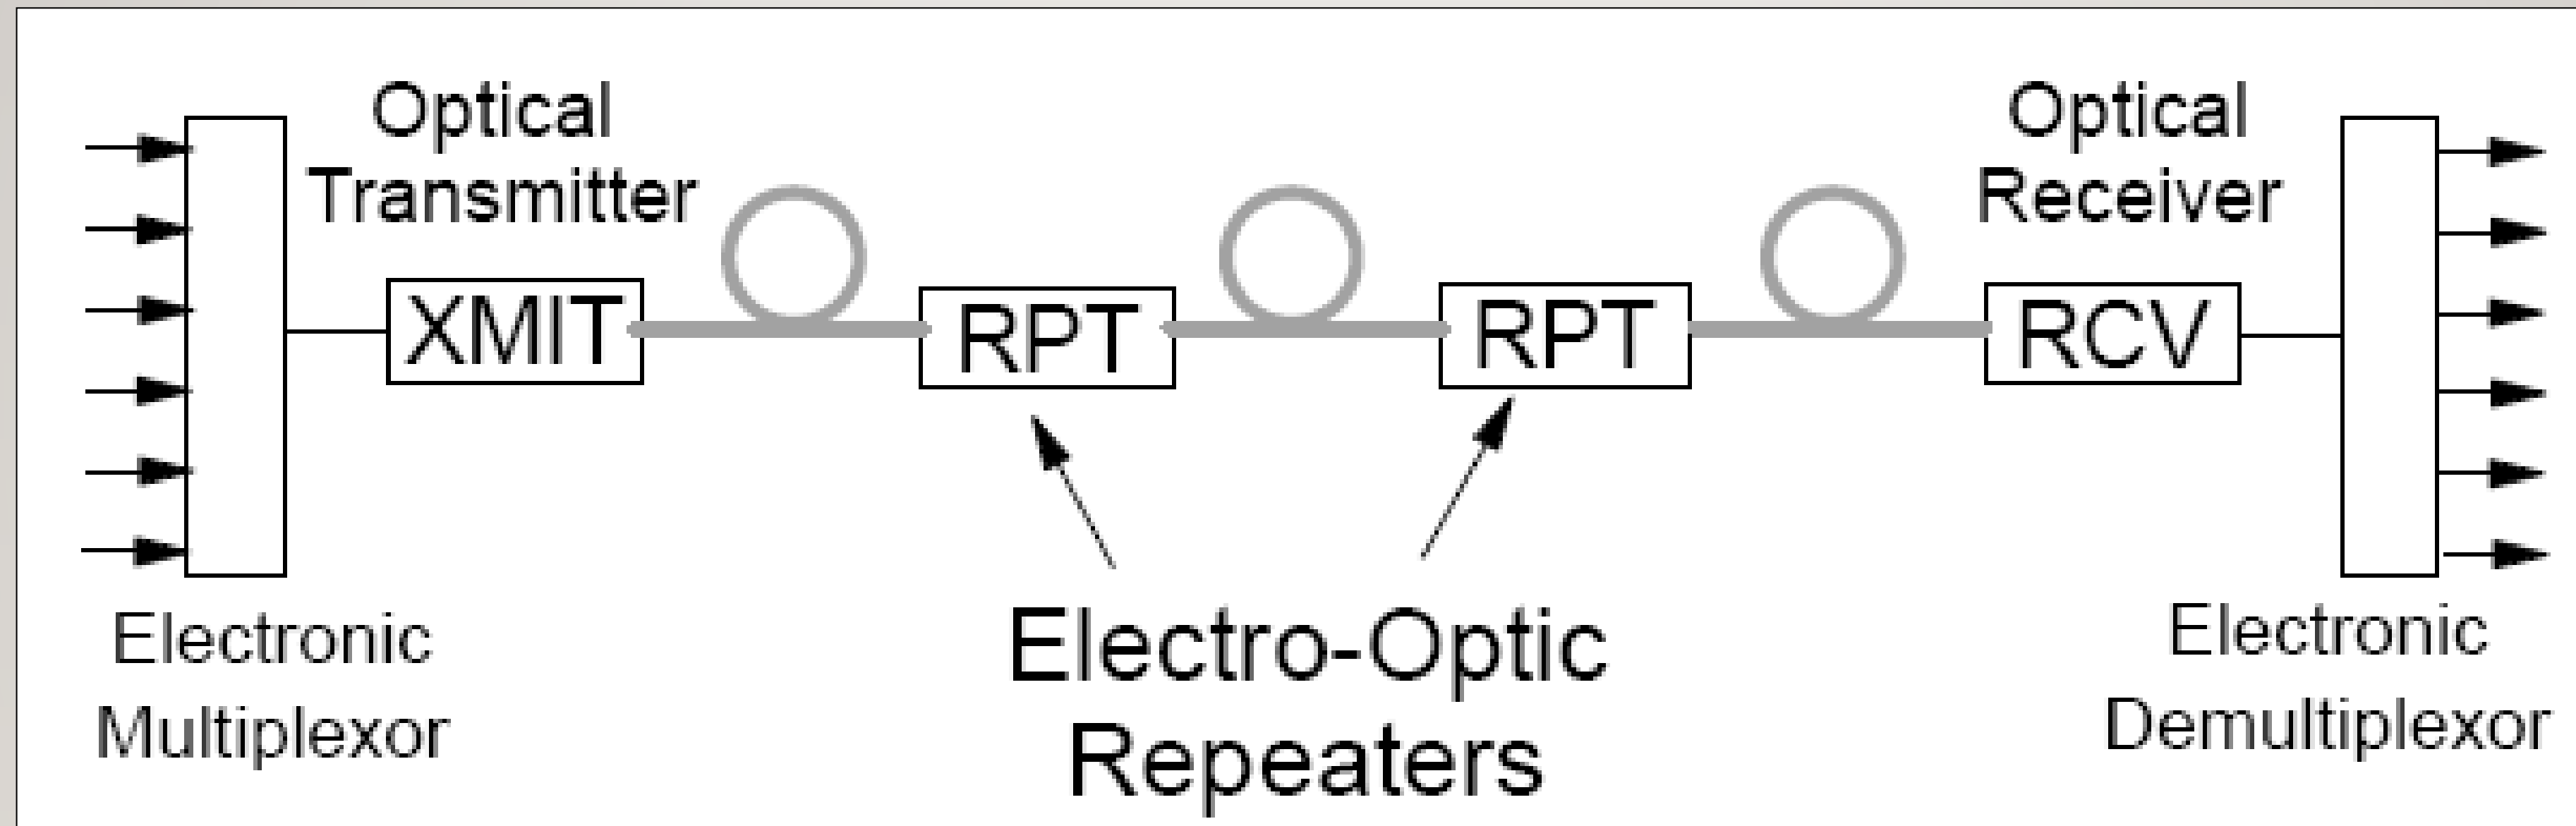 Optical
Transmitter
Optical
Receiver
XMIT
RPT
RPT
RCV
Electronic
Multiplexor
Electro-Optic
Repeaters
Electronic
Demultiplexor